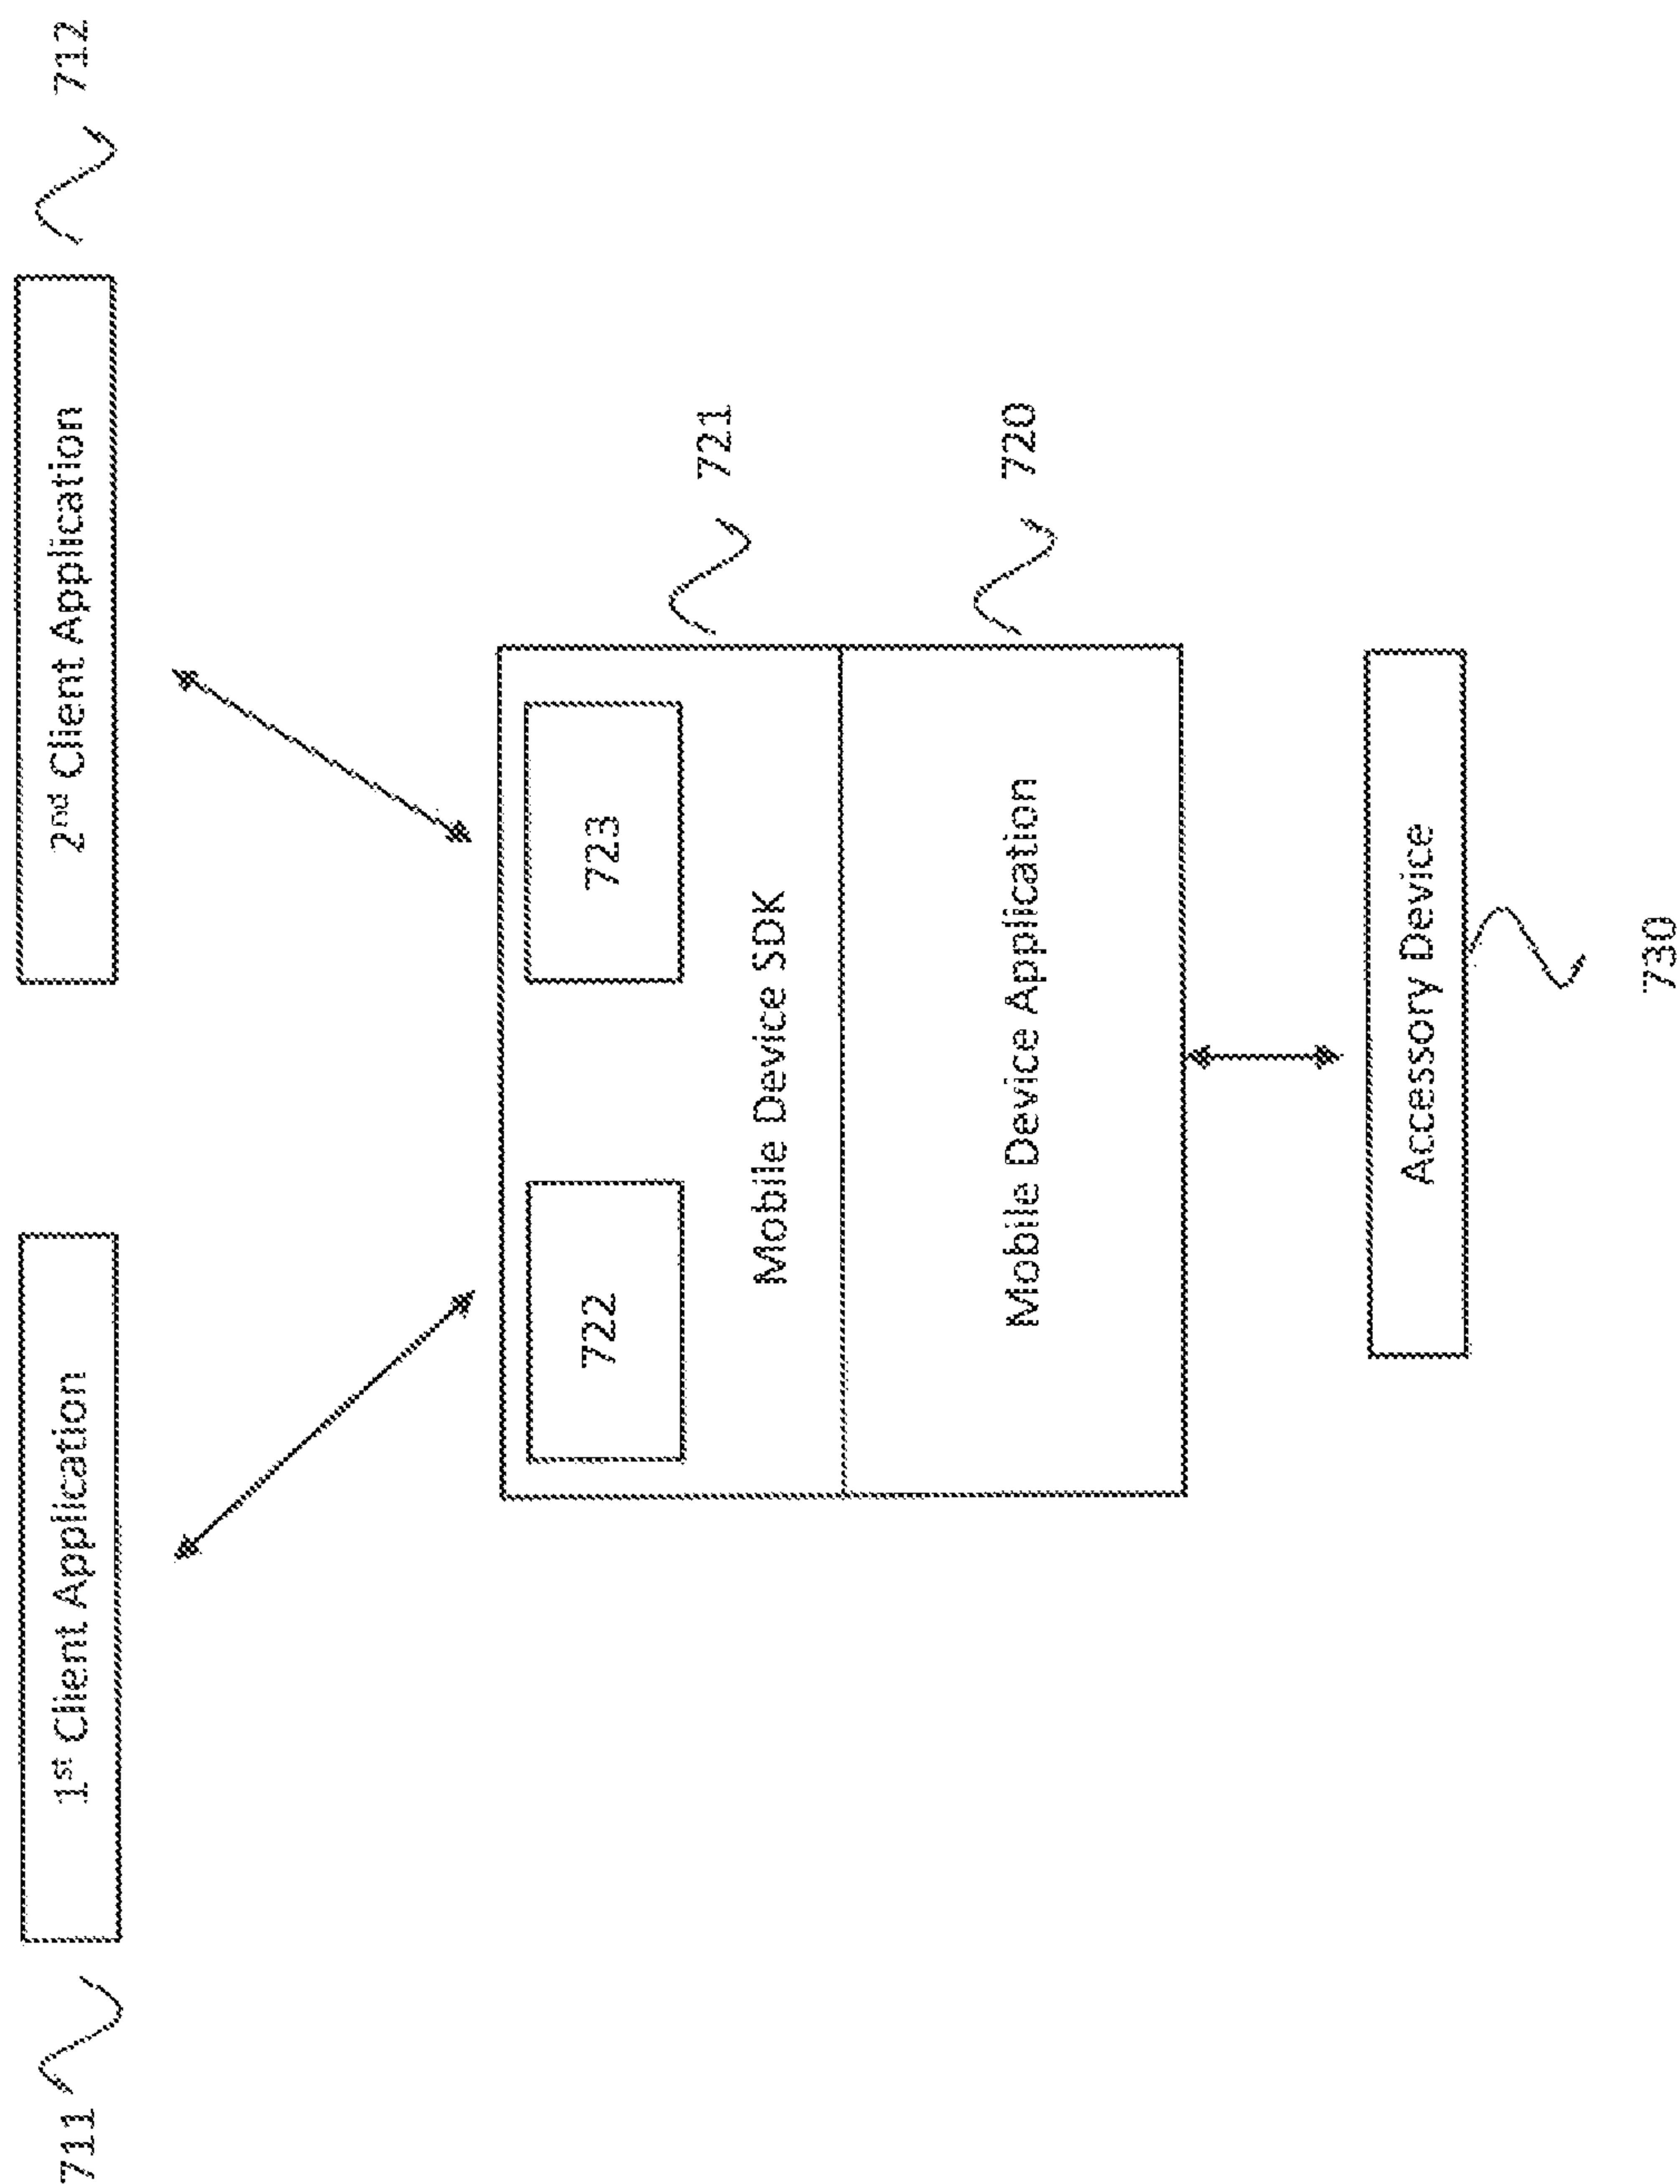 711
1st Client Application
2nd Client Application
712
722
723
Mobile Device SDK
721
Mobile Device Application
720
Accessory Device
730